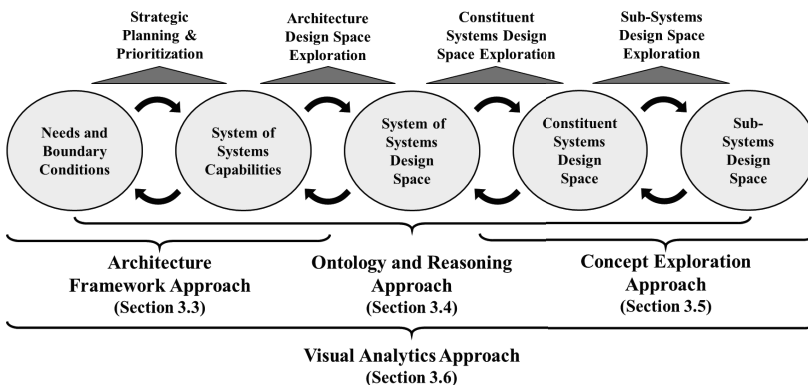 Strategic
Planning &
Prioritization
Architecture
Design Space
Exploration
Constituent
Systems Design
Space Exploration
Sub-Systems
Design Space
Exploration
Needs and
Boundary
Conditions
System of
Systems
Capabilities
System of
Systems
Design
Space
Constituent
Systems
Design
Space
Sub-
Systems
Design
Space
Architecture
Framework Approach
(Section 3.3)
Ontology and Reasoning
Approach
(Section 3.4)
Concept Exploration
Approach
(Section 3.5)
Visual Analytics Approach
(Section 3.6)